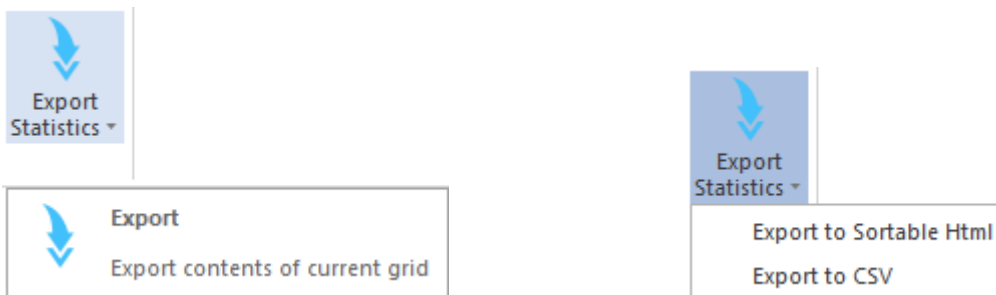 Export
Statistics
Export
Export contents of current grid
Export
Statistics
Export to Sortable Html
Export to CSV